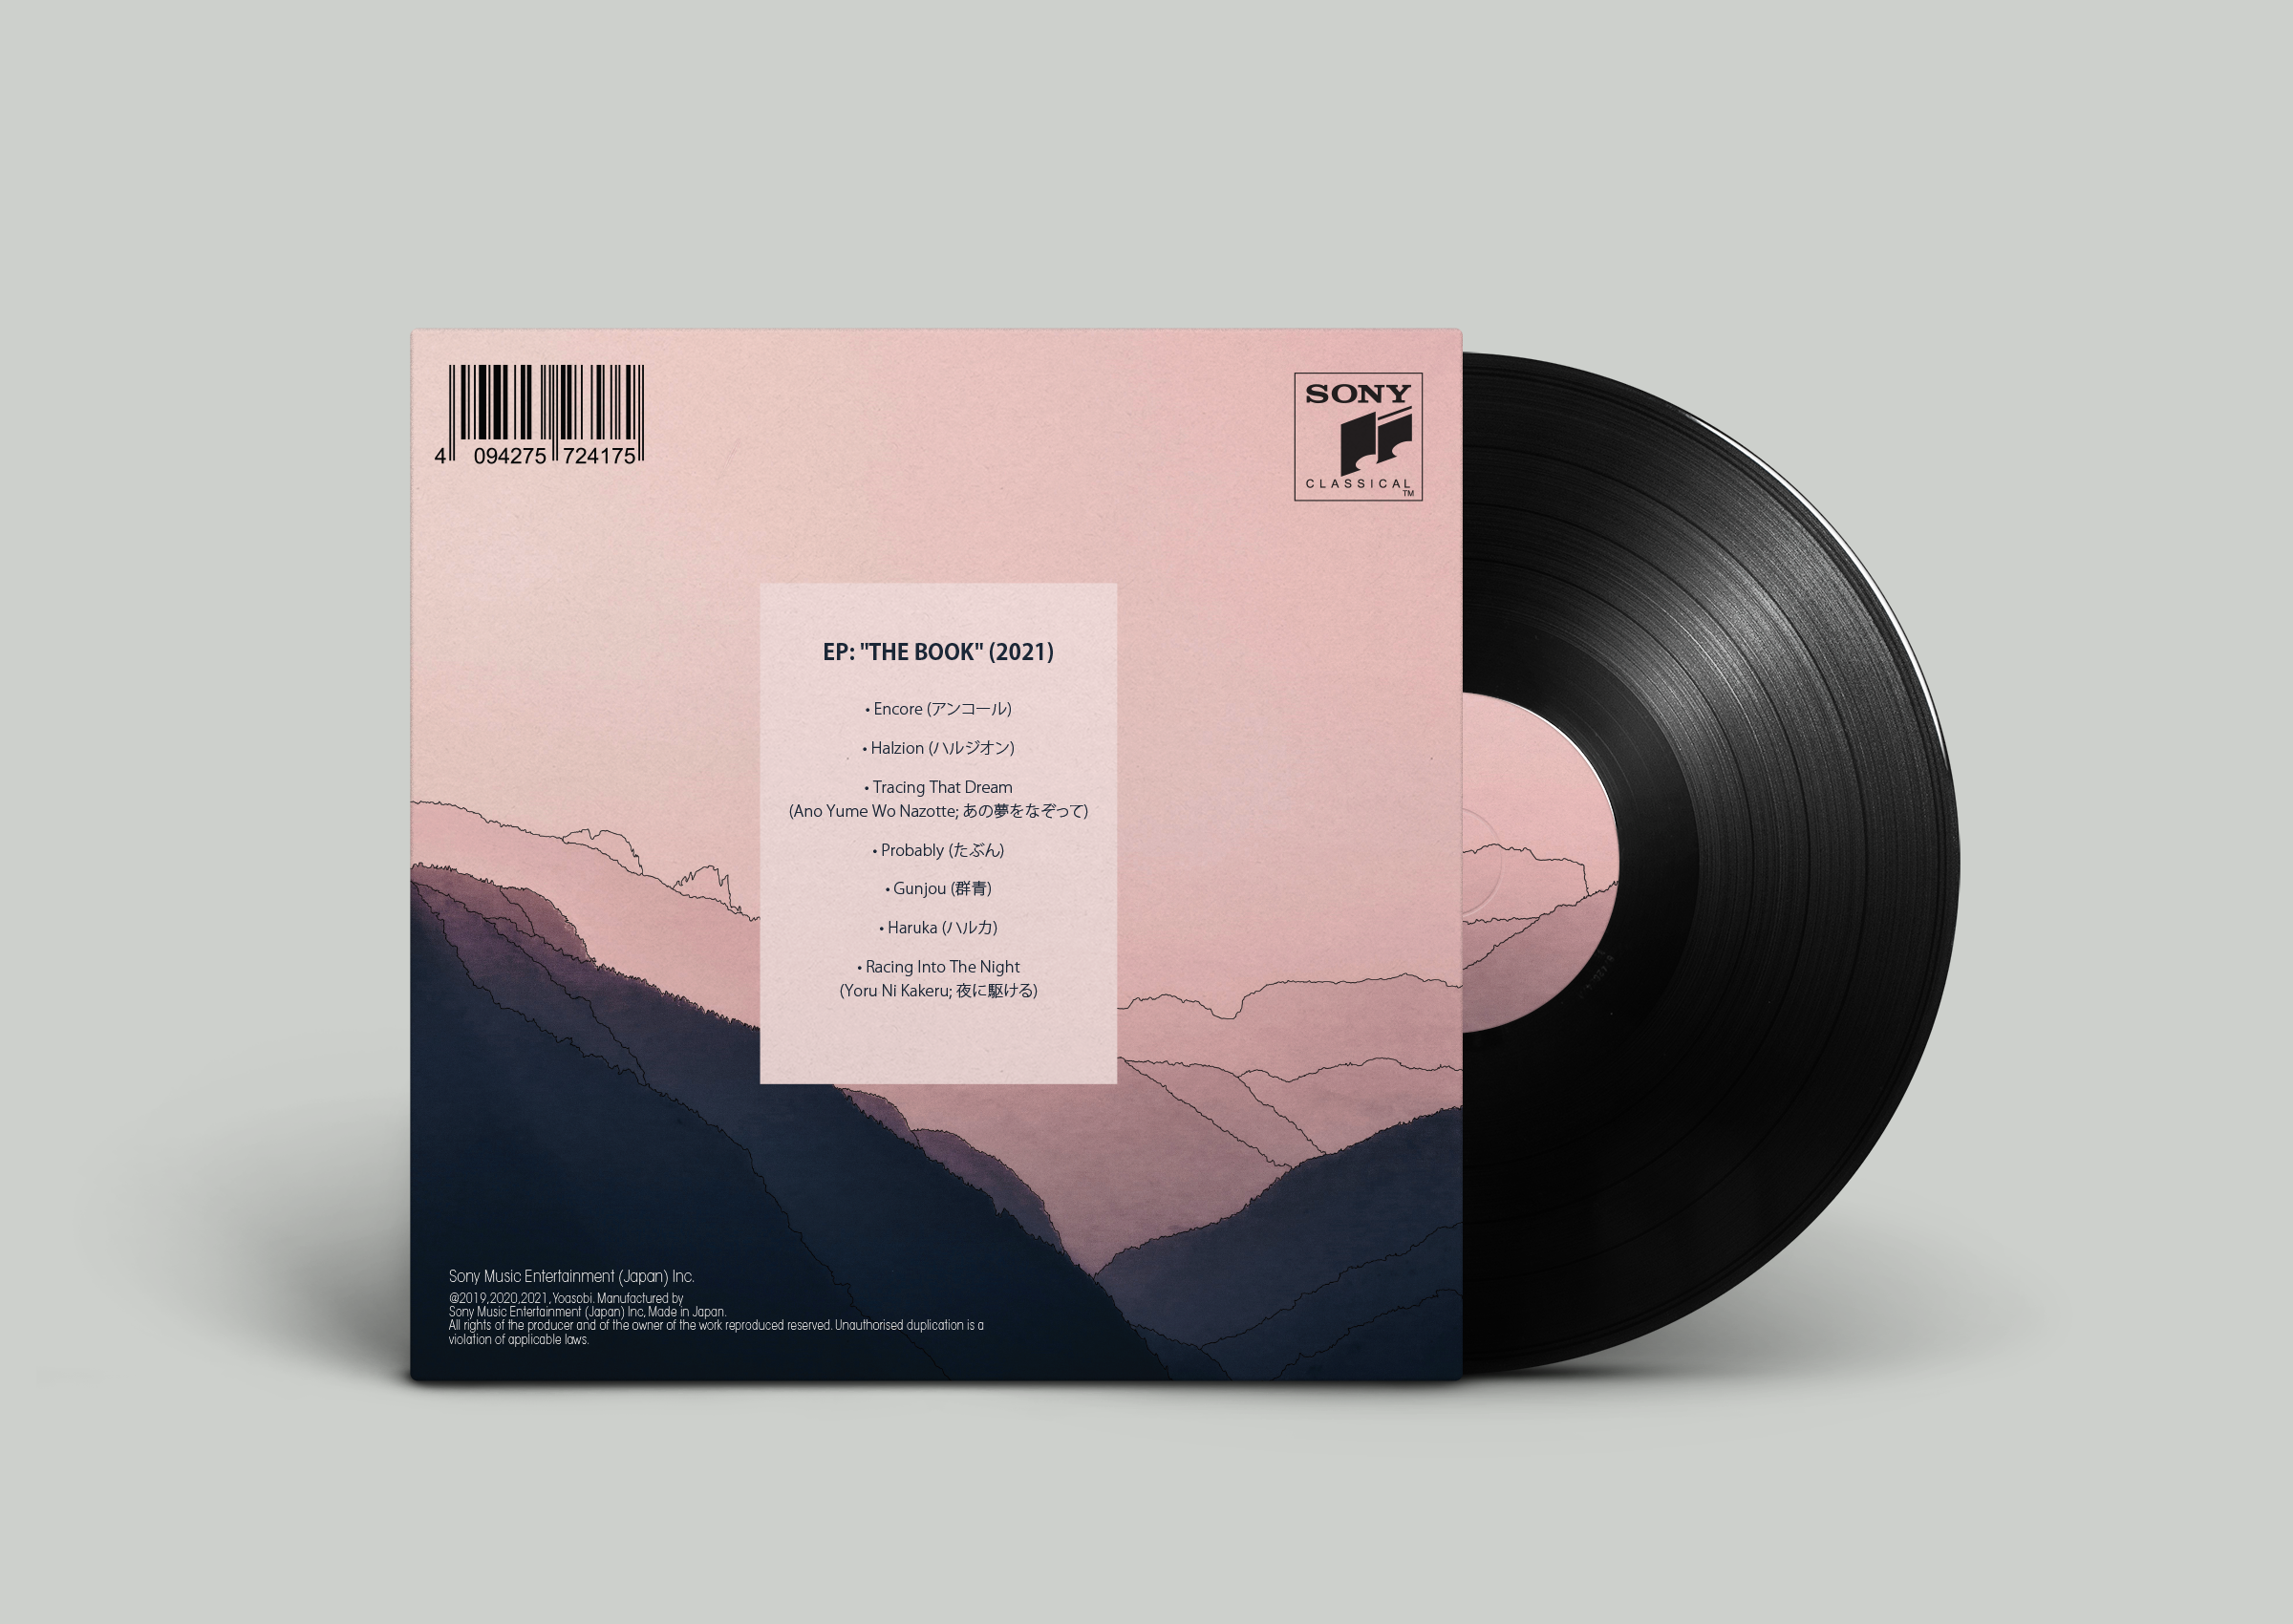 4 094275 724175
SONY
CLASSICAL
TM
EP: "THE BOOK" (2021)
• Encore (アンコール)
• Halzion (ハルジオン)
• Tracing That Dream
(Ano Yume Wo Nazotte; あの夢をなぞって)
• Probably (たぶん)
• Gunjou (群青)
• Haruka (ハルカ)
• Racing Into The Night
(Yoru Ni Kakeru; 夜に駆ける)
Sony Music Entertainment (Japan) Inc.
@2019,2020,2021, Yoasobi. Manufactured by
Sony Music Entertainment (Japan) Inc, Made in Japan.
All rights of the producer and of the owner of the work reproduced reserved. Unauthorised duplication is a
violation of applicable laws.